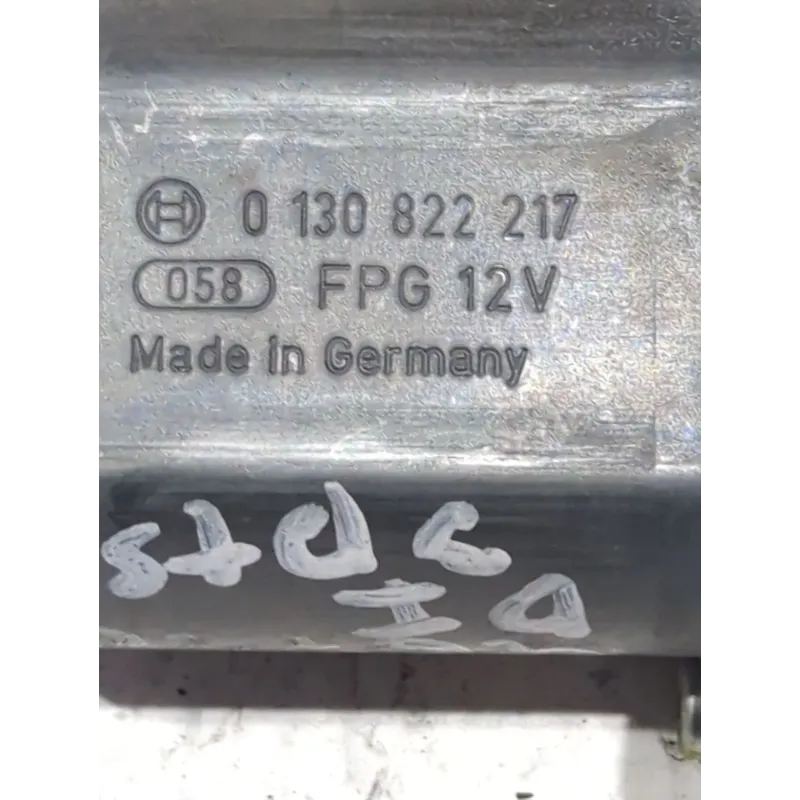 0 130 822 217
058 FPG 12V
Made in Germany